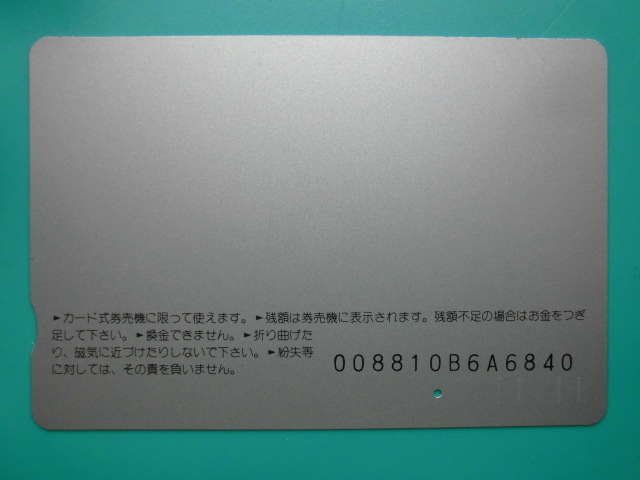 ►カード式券売機に限って使えます。►残額は券売機に表示されます。残額不足の場合はお金をつぎ
足して下さい。►換金できません。►折り曲げた
り、磁気に近づけたりしないで下さい。►紛失等
に対しては、その責を負いません。
008810B6A6840